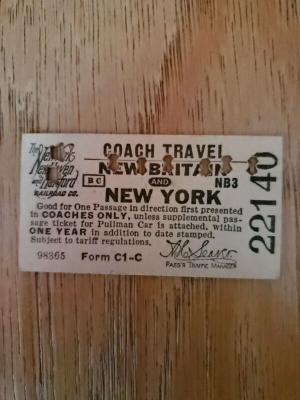 The New York
New Haven
and Hartford
RAILROAD CO.
COACH TRAVEL
NEW BRITAIN
BC AND NB3
NEW YORK
Good for One Passage in direction first presented
in COACHES ONLY, unless supplemental pas-
sage ticket for Pullman Car is attached, within
ONE YEAR in addition to date stamped.
Subject to tariff regulations.
98365 Form C1-C
PASS'R TRAFFIC MANAGER
22140